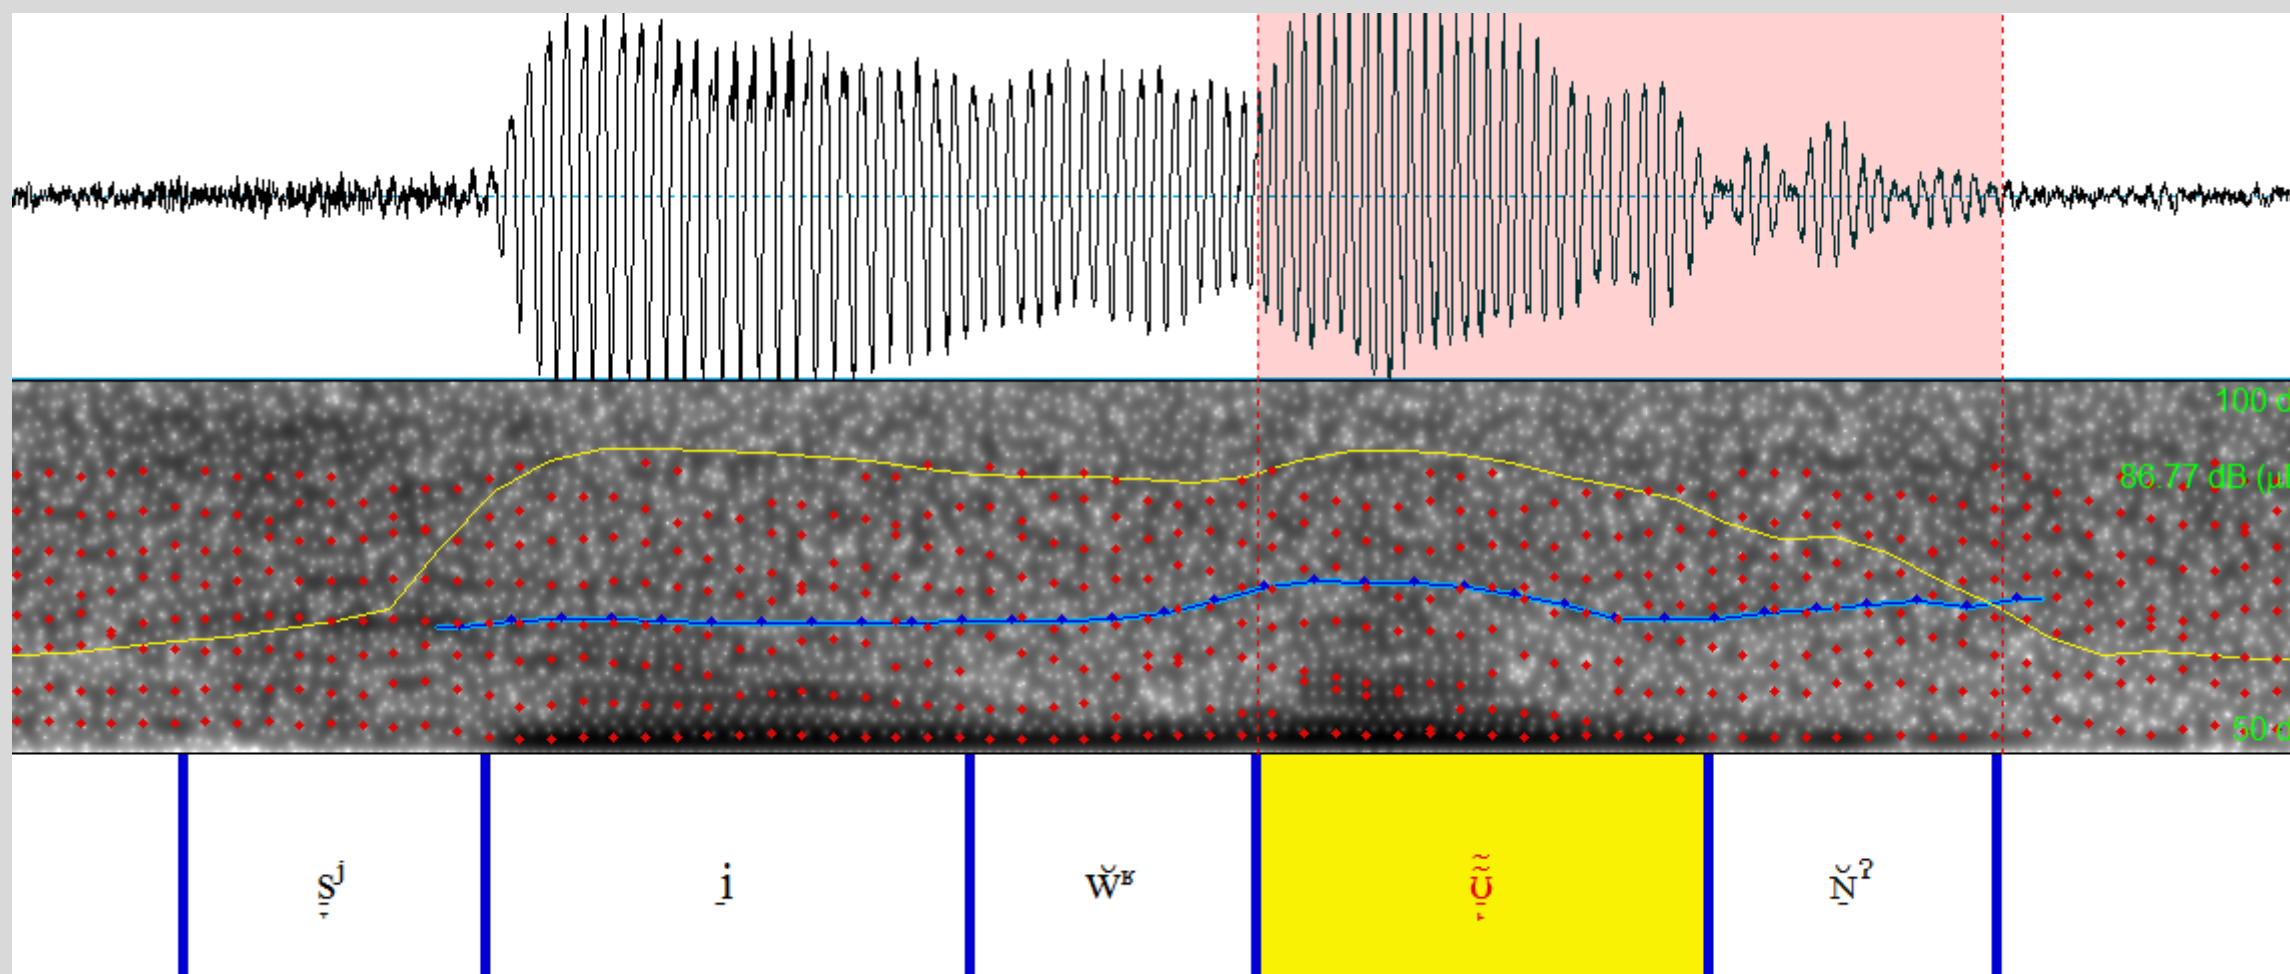 100 d
86.77 dB (µ
50 d
s̠̟ʲ i̠ w̆ʶ ʊ̠̃̃˕ ɴ̠̆ˀ